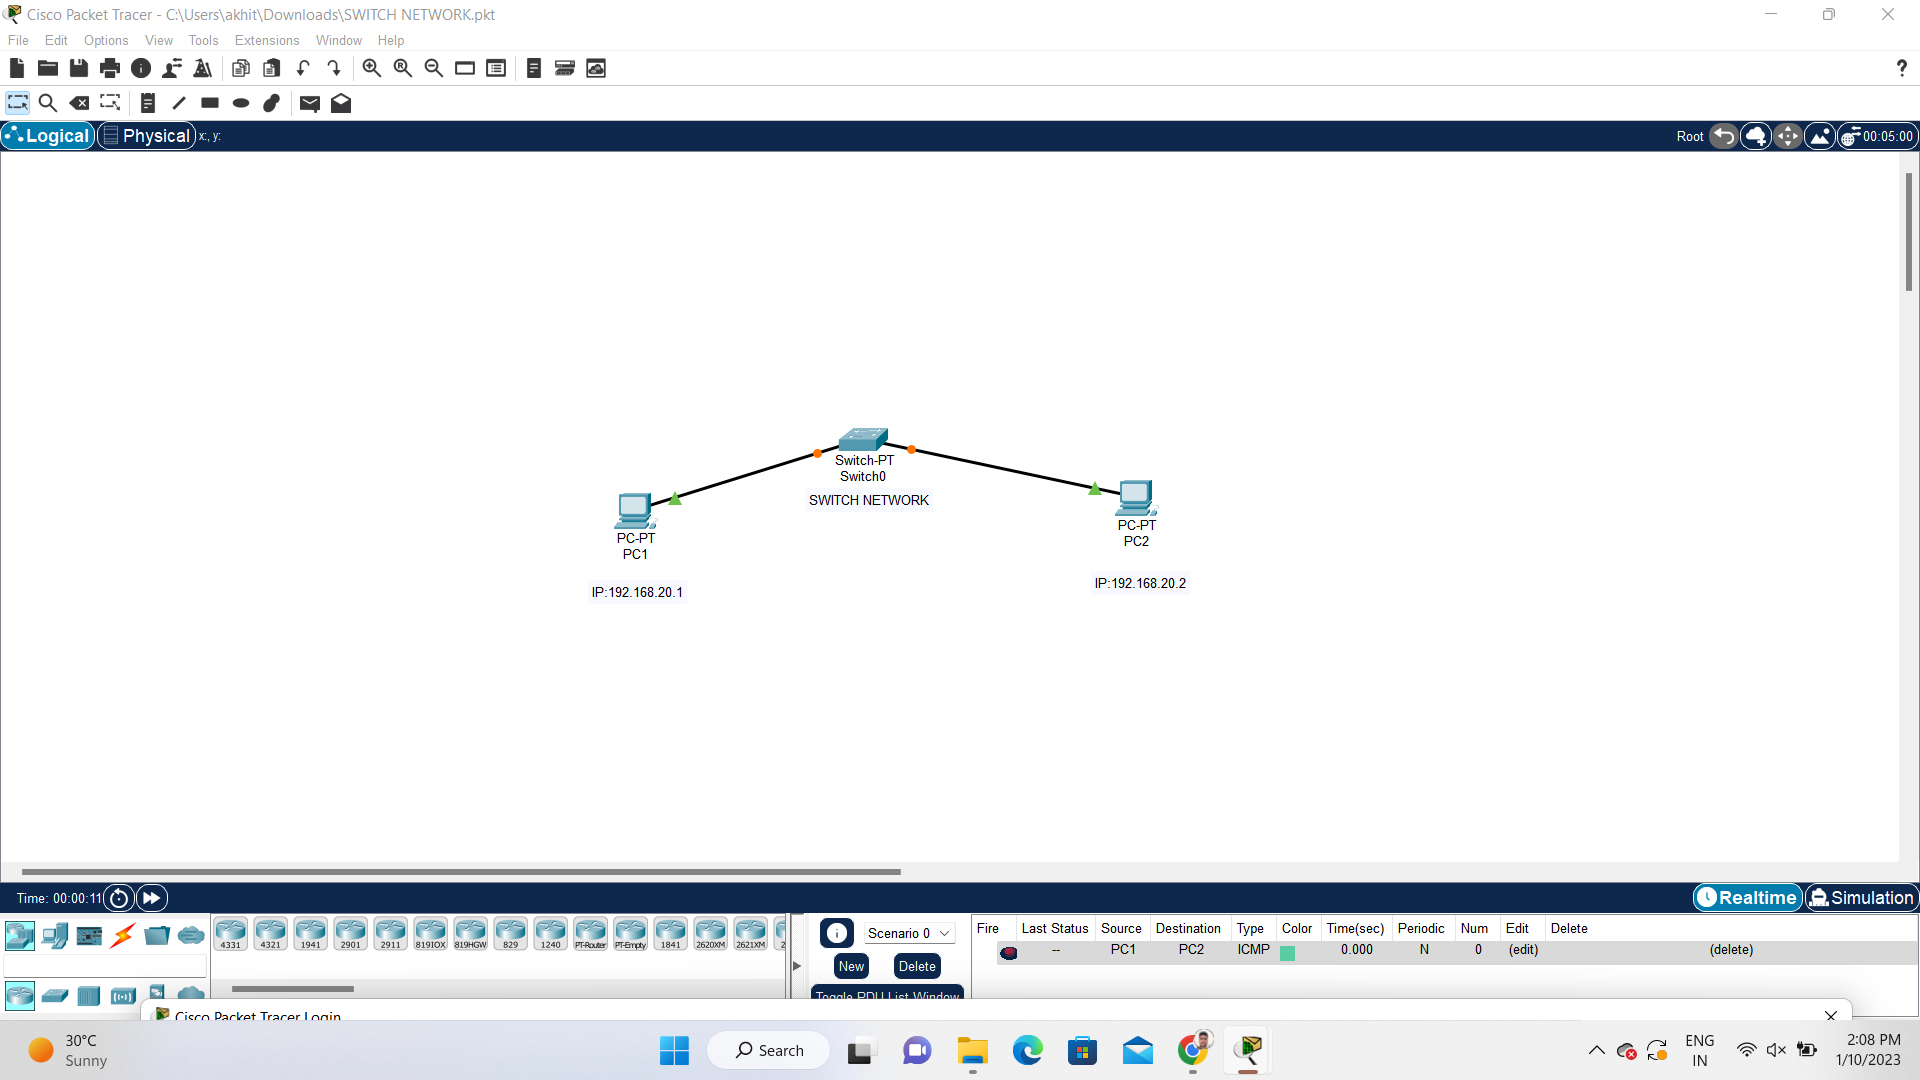 Cisco Packet Tracer - C:\Users\akhit\Downloads\SWITCH NETWORK.pkt
File Edit Options View Tools Extensions Window Help
?
Logical Physical x:, y: Root 00:05:00
Switch-PT
Switch0
SWITCH NETWORK
PC-PT
PC1
IP:192.168.20.1
PC-PT
PC2
IP:192.168.20.2
Time: 00:00:11 Realtime Simulation
4331 4321 1941 2901 2911 819IOX 819HGW 829 1240 PT-Router PT-Empty 1841 2620XM 2621XM 2
Scenario 0
New Delete
Toggle PDU List Window
Fire Last Status Source Destination Type Color Time(sec) Periodic Num Edit Delete
-- PC1 PC2 ICMP 0.000 N 0 (edit) (delete)
Cisco Packet Tracer Login
30°C
Sunny
Search
ENG
IN
2:08 PM
1/10/2023